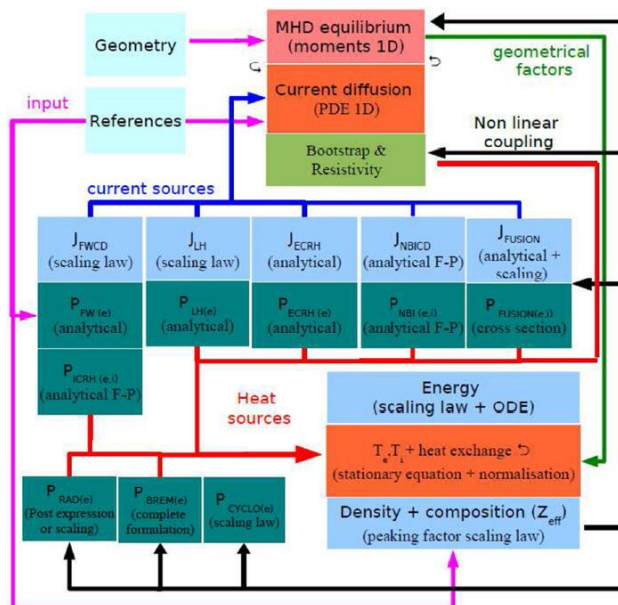 Geometry
MHD equilibrium
(moments 1D)
geometrical
factors
input
References
Current diffusion
(PDE 1D)
Non linear
coupling
Bootstrap &
Resistivity
current sources
J_FWCD
(scaling law)
J_LH
(scaling law)
J_ECRH
(analytical)
J_NBICD
(analytical F-P)
J_FUSION
(analytical +
scaling)
P_FW (e)
(analytical)
P_LH(e)
(analytical)
P_ECRH (e)
(analytical)
P_NBI (e,i)
(analytical F-P)
P_FUSION(e,i)
(cross section)
P_ICRH (e,i)
(analytical F-P)
Heat
sources
Energy
(scaling law + ODE)
T_e, T_i + heat exchange
(stationary equation + normalisation)
P_RAD(e)
(Post expression
or scaling)
P_BREM(e)
(complete
formulation)
P_CYCLO(e)
(scaling law)
Density + composition (Z_eff)
(peaking factor scaling law)